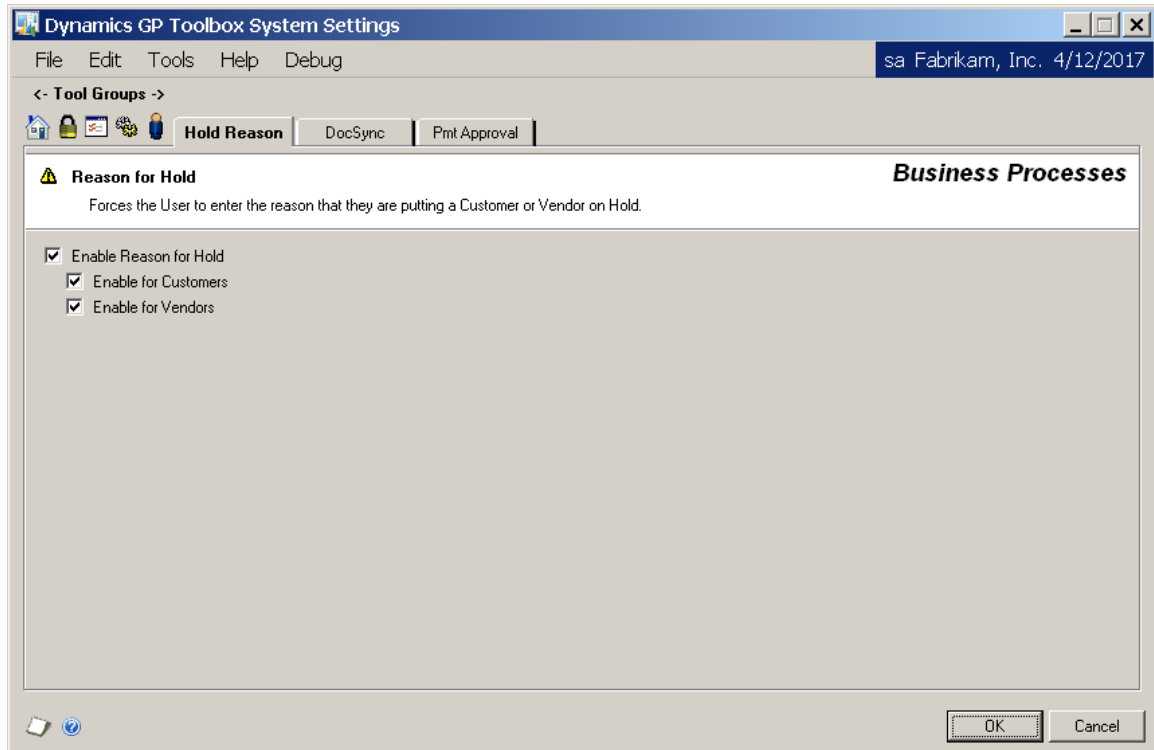 Dynamics GP Toolbox System Settings
File Edit Tools Help Debug sa Fabrikam, Inc. 4/12/2017
<- Tool Groups ->
Hold Reason DocSync Pmt Approval
Reason for Hold Business Processes
Forces the User to enter the reason that they are putting a Customer or Vendor on Hold.
Enable Reason for Hold
Enable for Customers
Enable for Vendors
OK Cancel